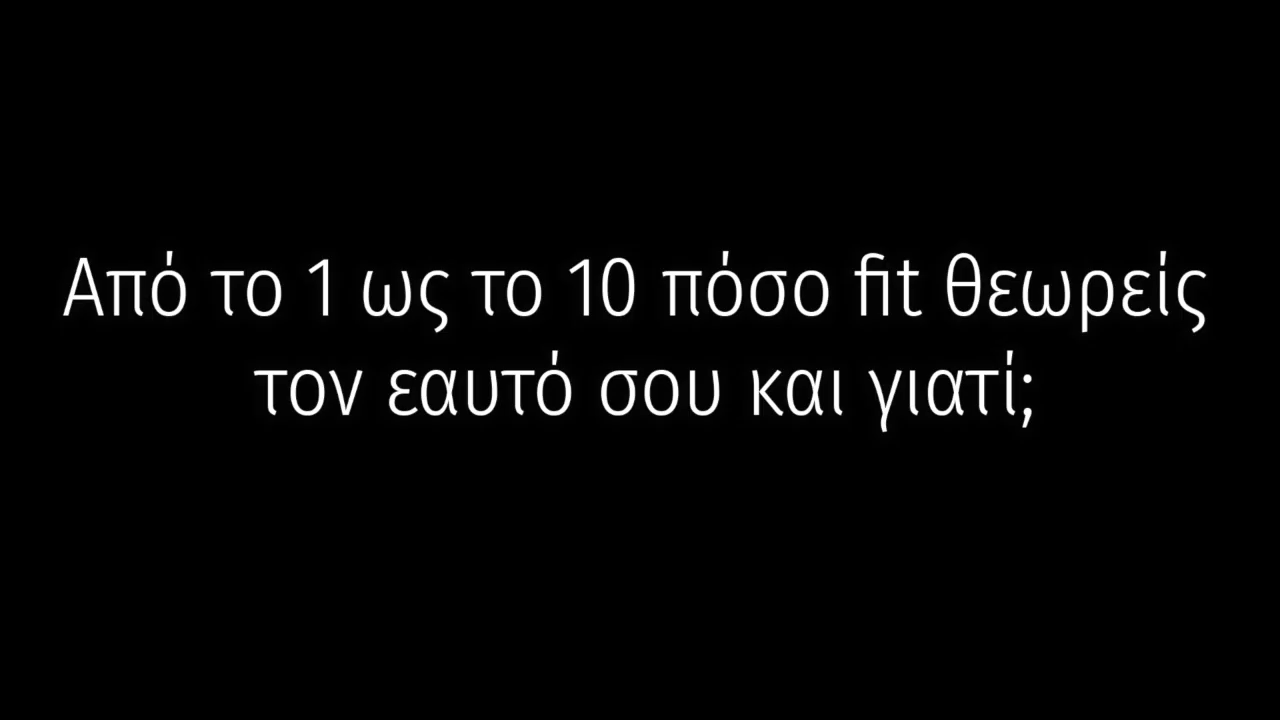 Από το 1 ως το 10 πόσο fit θεωρείς
τον εαυτό σου και γιατί;